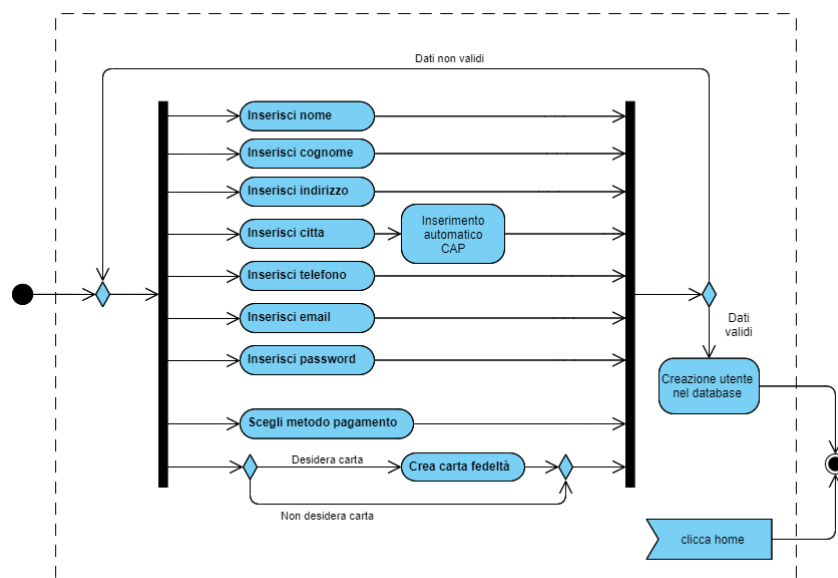 Dati non validi
Inserisci nome
Inserisci cognome
Inserisci indirizzo
Inserisci citta
Inserimento
automatico
CAP
Inserisci telefono
Inserisci email
Dati
validi
Inserisci password
Creazione utente
nel database
Scegli metodo pagamento
Desidera carta
Crea carta fedeltà
Non desidera carta
clicca home